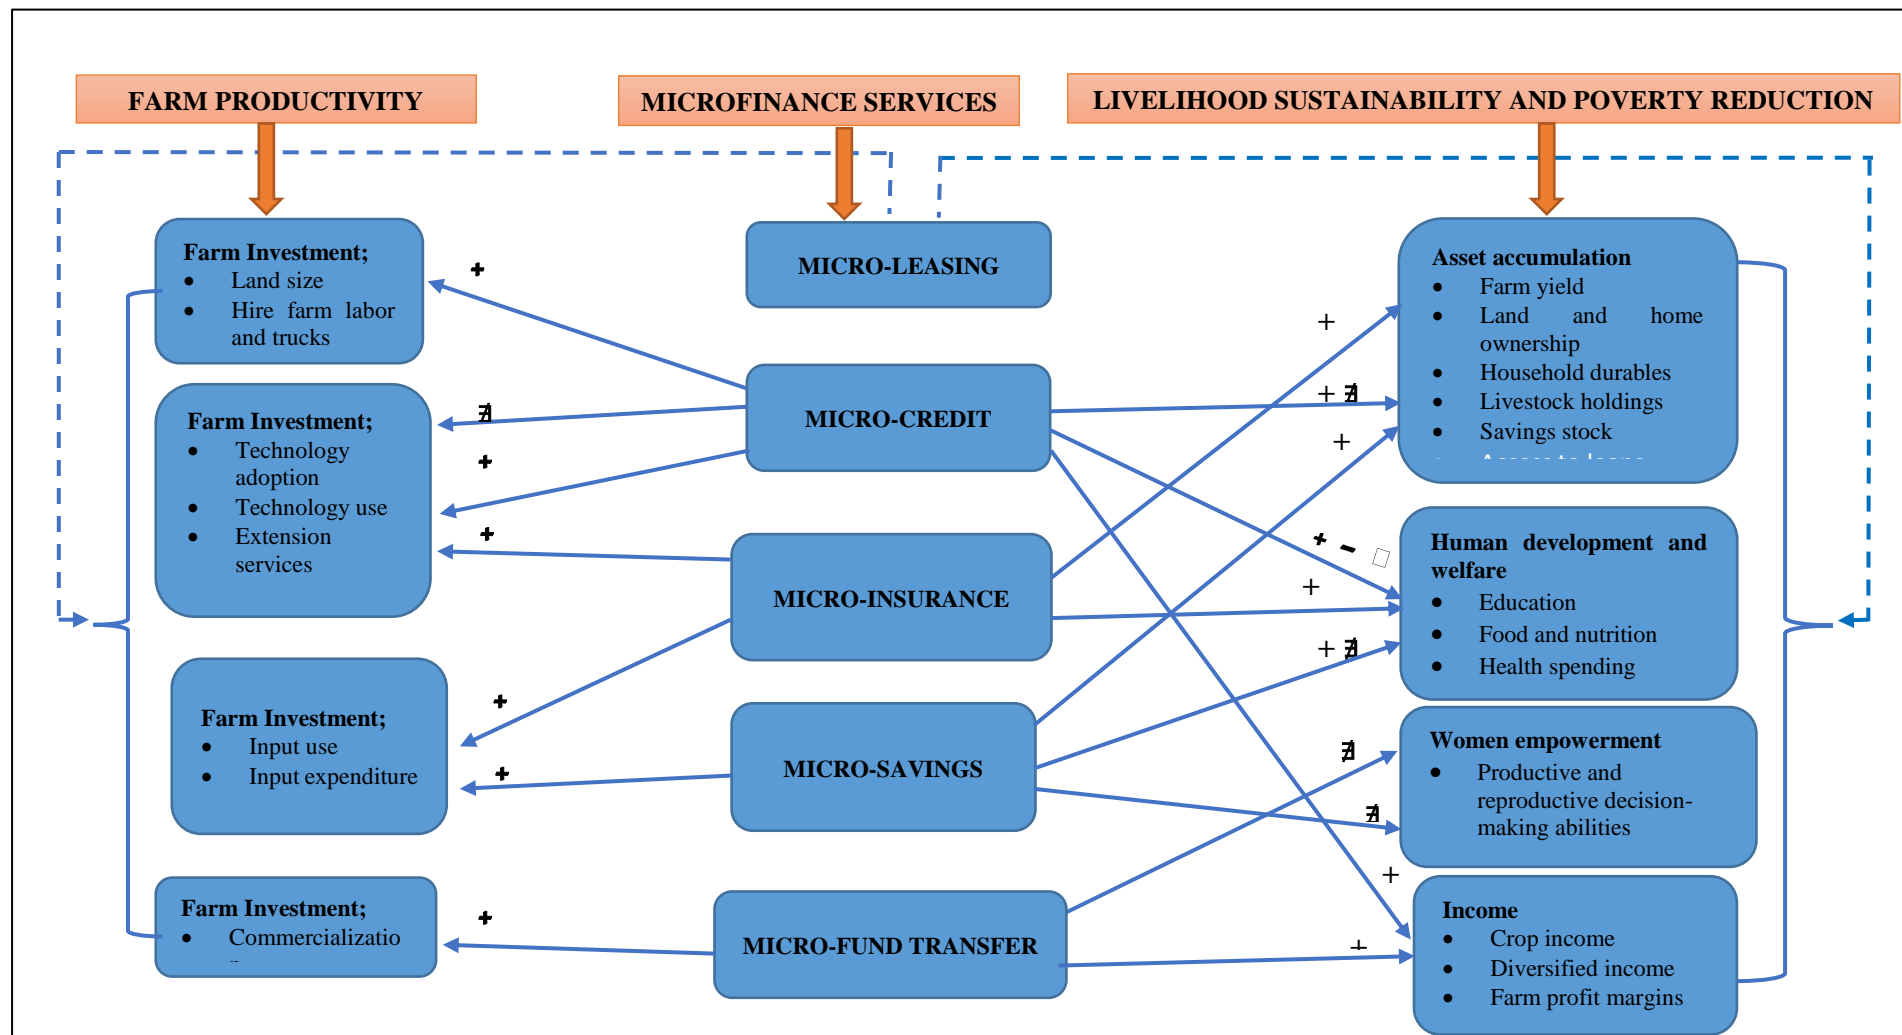 FARM PRODUCTIVITY
MICROFINANCE SERVICES
LIVELIHOOD SUSTAINABILITY AND POVERTY REDUCTION
Farm Investment;
• Land size
• Hire farm labor
and trucks
Farm Investment;
• Technology
adoption
• Technology use
• Extension
services
Farm Investment;
• Input use
• Input expenditure
Farm Investment;
• Commercializatio
+
∄
+
+
+
+
+
MICRO-LEASING
MICRO-CREDIT
MICRO-INSURANCE
MICRO-SAVINGS
MICRO-FUND TRANSFER
+
+ ∄
+
+ - □
+
+ ∄
∄
∄
+
+
Asset accumulation
• Farm yield
• Land and home
ownership
• Household durables
• Livestock holdings
• Savings stock
Human development and
welfare
• Education
• Food and nutrition
• Health spending
Women empowerment
• Productive and
reproductive decision-
making abilities
Income
• Crop income
• Diversified income
• Farm profit margins